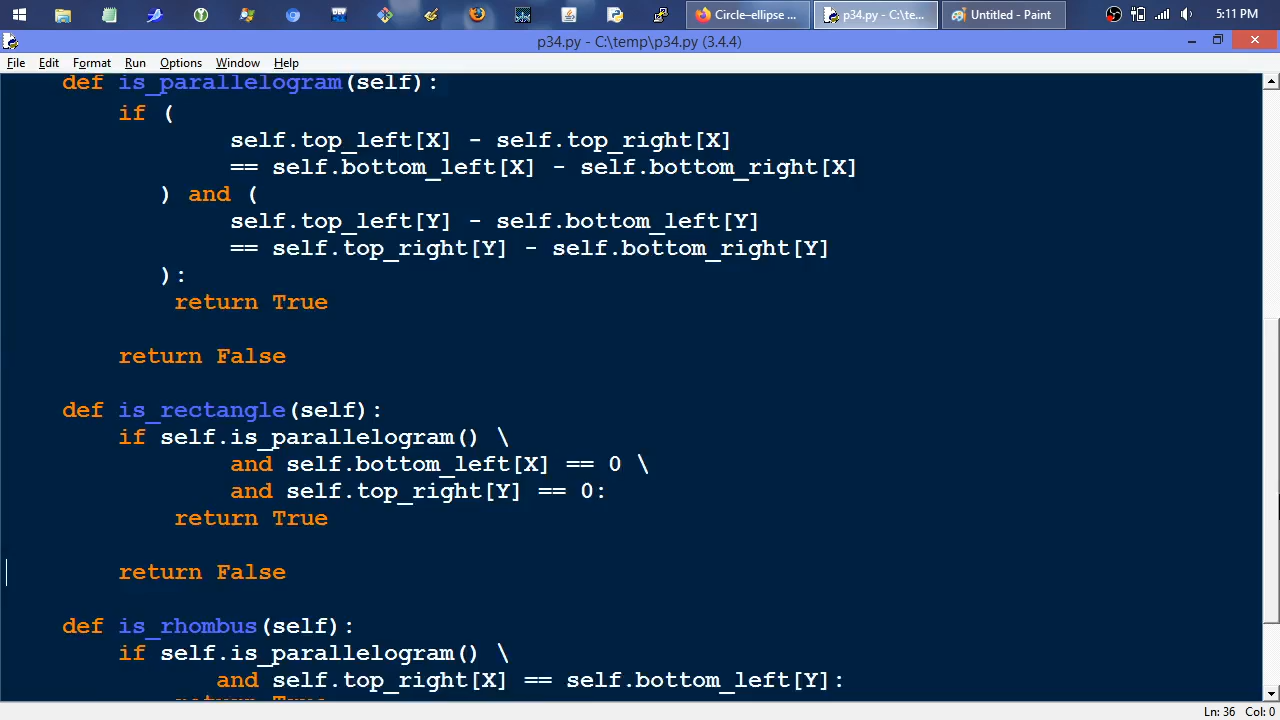 Circle–ellipse ...
p34.py - C:\te...
Untitled - Paint
5:11 PM
p34.py - C:\temp\p34.py (3.4.4)
File Edit Format Run Options Window Help
def is_parallelogram(self):
if (
self.top_left[X] - self.top_right[X]
== self.bottom_left[X] - self.bottom_right[X]
) and (
self.top_left[Y] - self.bottom_left[Y]
== self.top_right[Y] - self.bottom_right[Y]
):
return True
return False
def is_rectangle(self):
if self.is_parallelogram() \
and self.bottom_left[X] == 0 \
and self.top_right[Y] == 0:
return True
return False
def is_rhombus(self):
if self.is_parallelogram() \
and self.top_right[X] == self.bottom_left[Y]:
Ln: 36 Col: 0